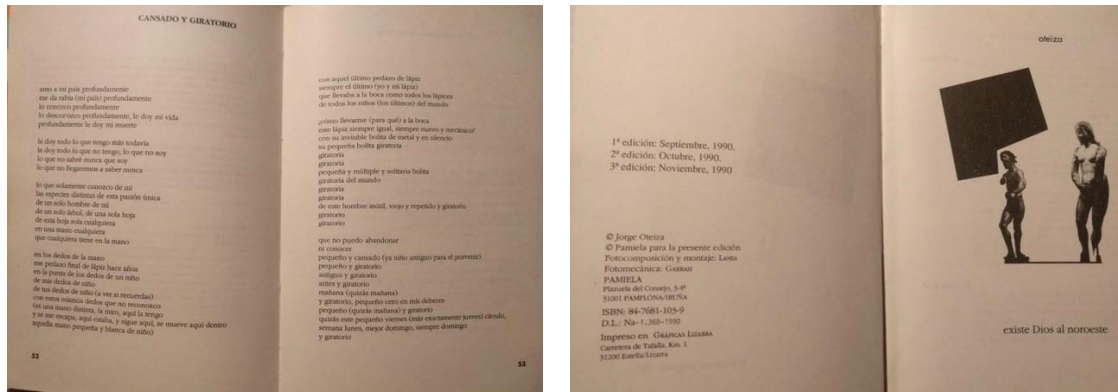 CANSADO Y GIRATORIO
amo a mi país profundamente
me da rabia (mi país) profundamente
lo conozco profundamente
lo desconozco profundamente, le doy mi vida
profundamente le doy mi muerte
le doy todo lo que tengo más todavía
le doy todo lo que no tengo, lo que no soy
lo que no sabré nunca que soy
lo que no llegaremos a saber nunca
lo que solamente conozco de mí
las especies distintas de esta pasión única
de un solo hombre de mí
de un solo árbol, de una sola hoja
de esta hoja sola cualquiera
en una mano cualquiera
que cualquiera tiene en la mano
en los dedos de la mano
ese pedazo final de lápiz hace años
en la punta de los dedos de un niño
de mis dedos de niño
de tus dedos de niño (a ver si recuerdas)
con estos mismos dedos que no reconozco
(es una mano distinta, la miro, aquí la tengo
y se me escapa, aquí estaba, y sigue aquí, se mueve aquí dentro
aquella mano pequeña y blanca de niño)
52
con aquel último pedazo de lápiz
siempre el último (yo y mi lápiz)
que llevaba a la boca como todos los lápices
de todos los niños (los últimos) del mundo
¿cómo llevarme (para qué) a la boca
este lápiz siempre igual, siempre nuevo y mecánico?
con su invisible bolita de metal y en silencio
su pequeña bolita giratoria
giratoria
giratoria
pequeña y múltiple y solitaria bolita
giratoria del mundo
giratoria
giratoria
de este hombre inútil, viejo y repetido y giratorio
giratorio
giratorio
que no puedo abandonar
ni conocer
pequeño y cansado (ya niño antiguo para el porvenir)
pequeño y giratorio
antiguo y giratorio
antes y giratorio
mañana (quizás mañana)
y giratorio, pequeño cero en mis deberes
pequeño (quizás mañana) y giratorio
quizás este pequeño viernes (más exactamente jueves) círculo,
semana lunes, mejor domingo, siempre domingo
y giratorio
53
1ª edición: Septiembre, 1990.
2ª edición: Octubre, 1990.
3ª edición: Noviembre, 1990
© Jorge Oteiza
© Pamiela para la presente edición
Fotocomposición y montaje: LAMIA
Fotomecánica:
PAMIELA
Plazuela del Consejo, 3-4º
31001 PAMPLONA/IRUÑA
ISBN: 84-7681-103-9
D.L.: Na-1.368-1990
Impreso en GRÁFICAS LIZARRA
Carretera de Tafalla, Km. 1
31200 Estella/Lizarra
oteiza
existe Dios al noroeste